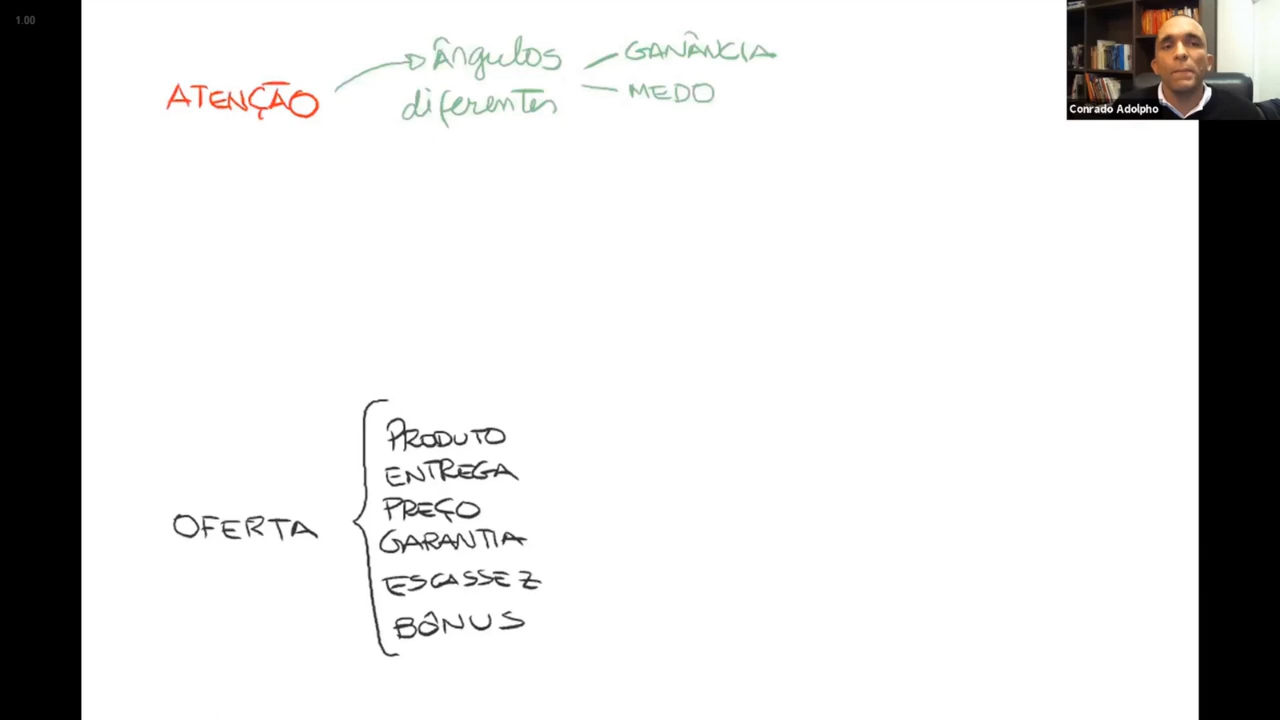 1.00
ATENÇÃO
ângulos
diferentes
GANÂNCIA
MEDO
Conrado Adolpho
OFERTA
PRODUTO
ENTREGA
PREÇO
GARANTIA
ESCASSEZ
BÔNUS